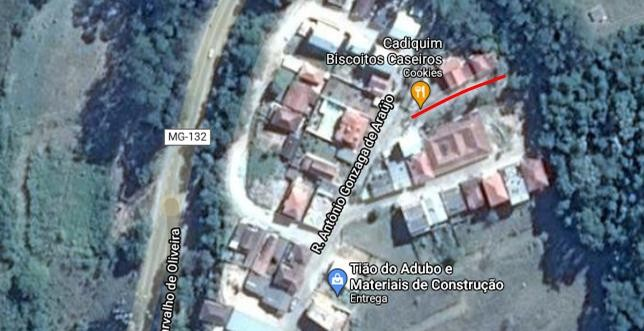 Cadiquim
Biscoitos Caseiros
Cookies
MG-132
R. Antônio Gonzaga de Araújo
arvalho de Oliveira
Tião do Adubo e
Materiais de Construção
Entrega